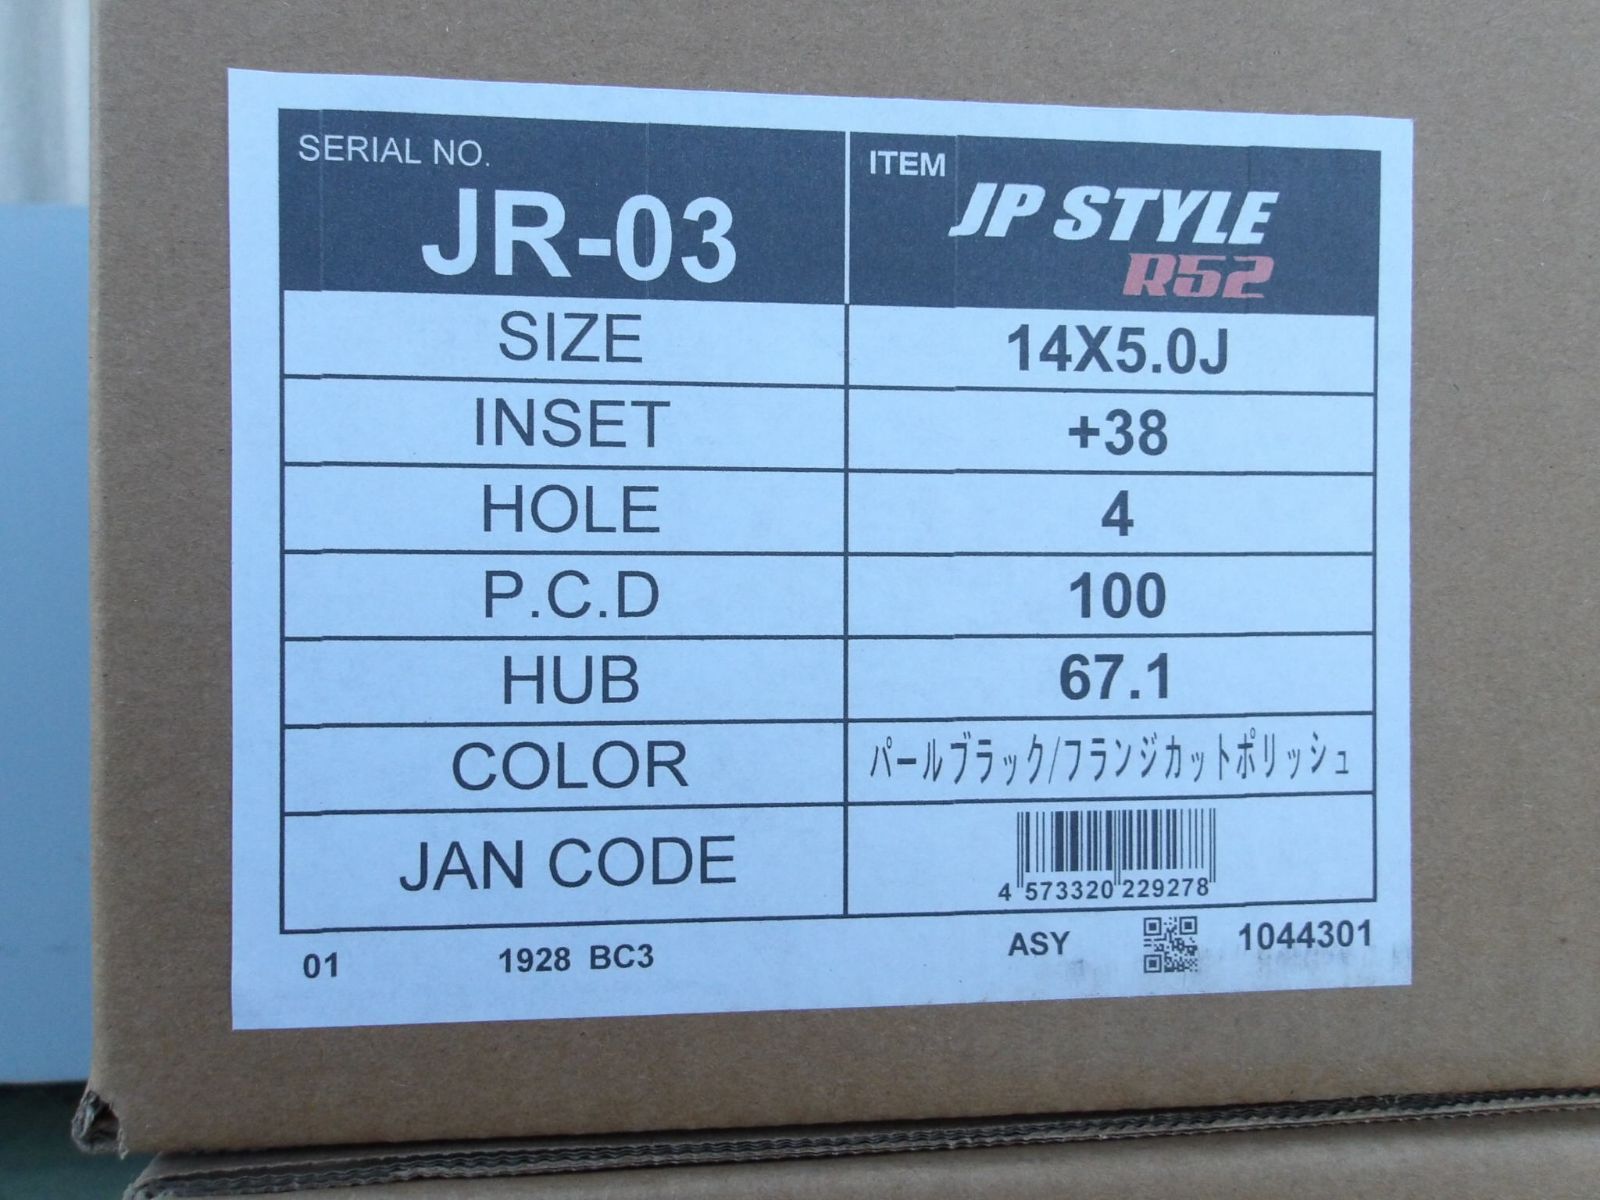 SERIAL NO.
JR-03
ITEM
JP STYLE
R52
SIZE 14X5.0J
INSET +38
HOLE 4
P.C.D 100
HUB 67.1
COLOR パールブラック/フランジカットポリッシュ
JAN CODE 4 573320 229278
01 1928 BC3 ASY 1044301